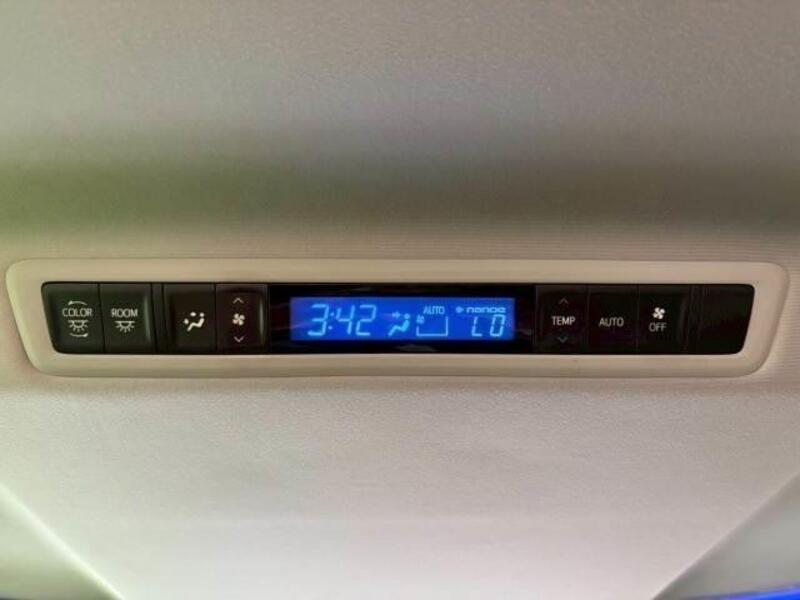 COLOR
ROOM
3:42
AUTO
nanoe
LO
TEMP
AUTO
OFF